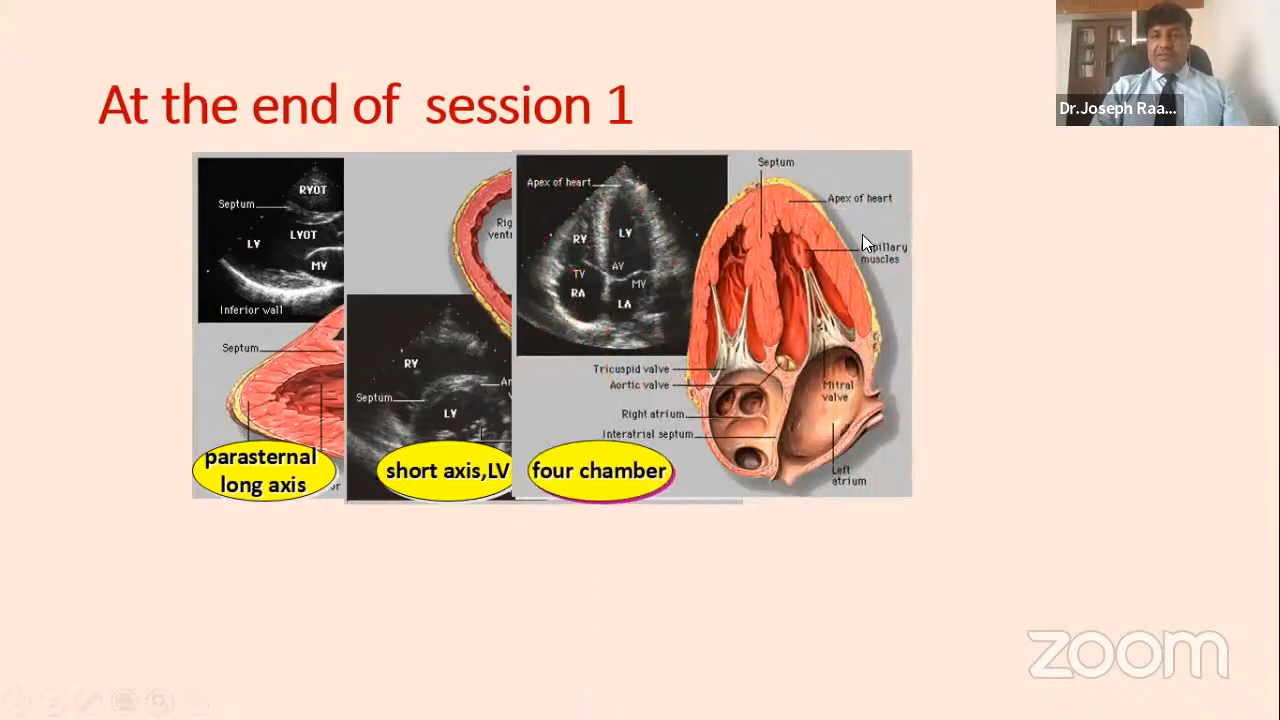 Dr.Joseph Raa...
At the end of session 1
RVOT
Septum
LV
LVOT
MV
Inferior wall
Septum
parasternal
long axis
or
Rig
ventr
RV
Septum
LV
An
short axis,LV
Apex of heart
RV
LV
TV
AV
MV
RA
LA
Septum
Apex of heart
pillary
muscles
Tricuspid valve
Aortic valve
Right atrium
Interatrial septum
Mitral
valve
Left
atrium
four chamber
zoom